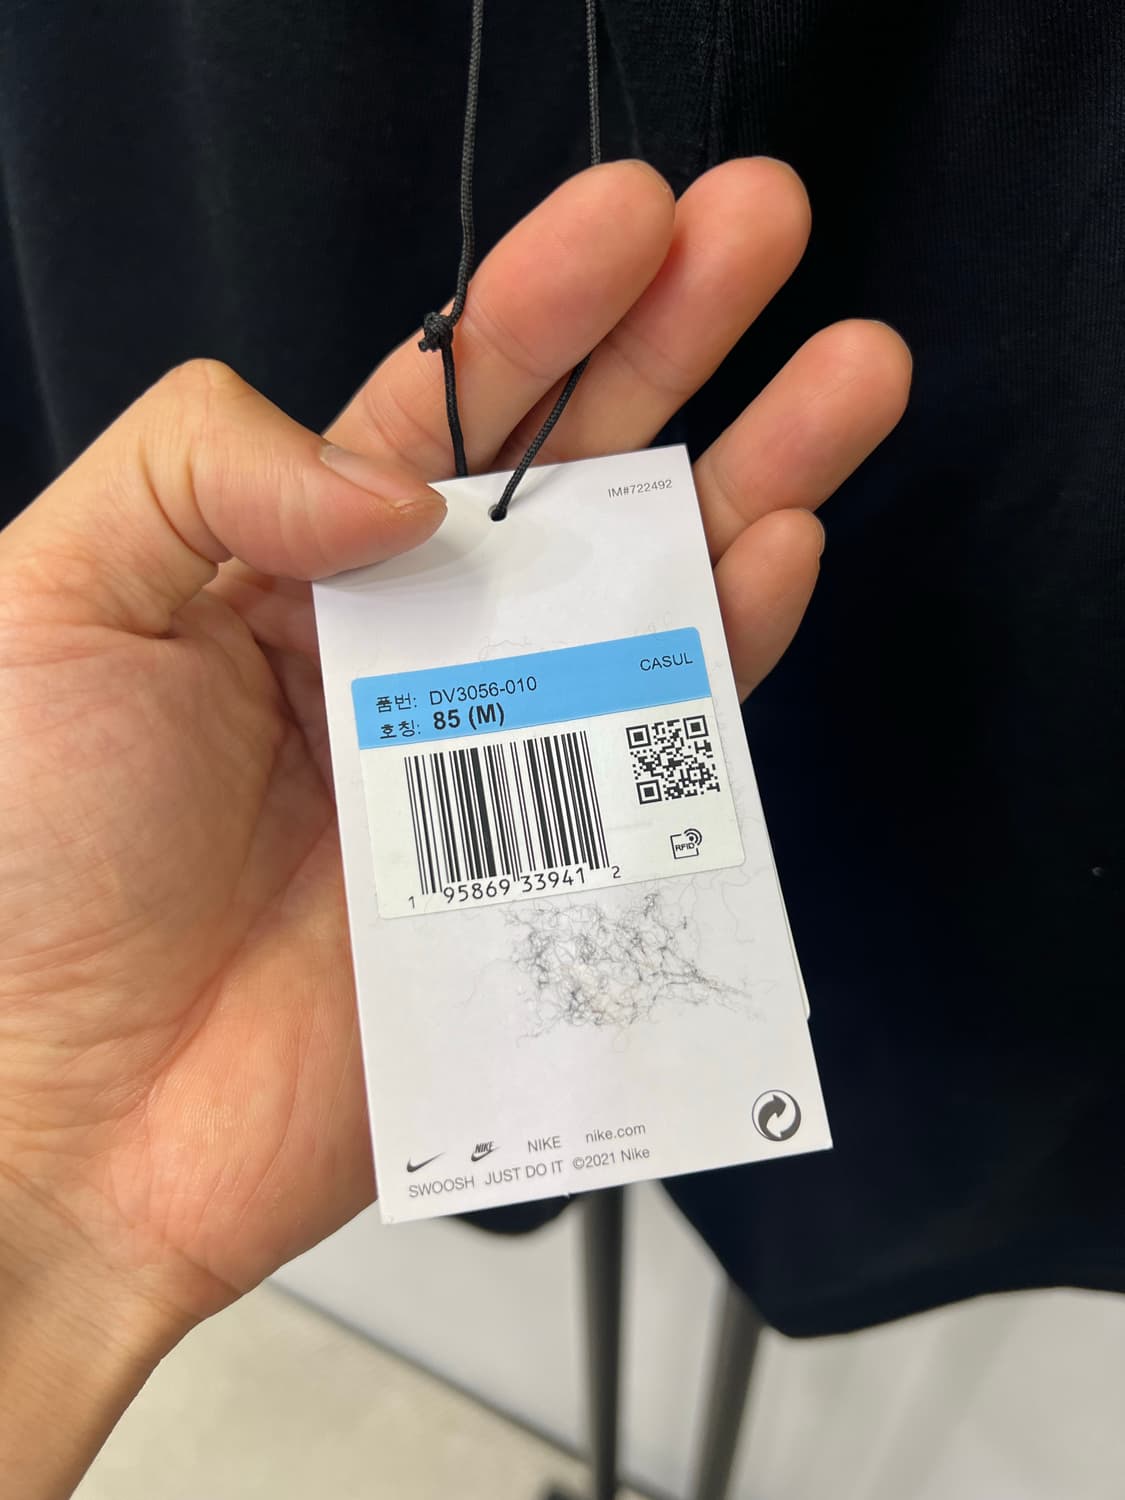 IM#722492
CASUL
품번: DV3056-010
호칭: 85 (M)
RFID
1 95869 33941 2
NIKE NIKE nike.com
SWOOSH JUST DO IT ©2021 Nike